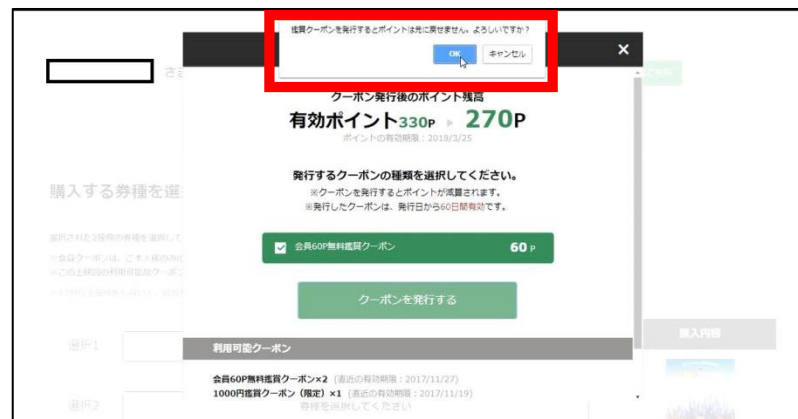 鑑賞クーポンを発行するとポイントは元に戻せません。よろしいですか?
OK
キャンセル
×
クーポン発行後のポイント残高
有効ポイント330P ▶ 270P
ポイントの有効期限：2019/3/25
発行するクーポンの種類を選択してください。
※クーポンを発行するとポイントが減算されます。
※発行したクーポンは、発行日から60日間有効です。
会員60P無料鑑賞クーポン 60 P
クーポンを発行する
利用可能クーポン
会員60P無料鑑賞クーポン×2（直近の有効期限：2017/11/27）
1000円鑑賞クーポン（限定）×1（直近の有効期限：2017/11/19）
購入する券種を選
選択1
選択2
券種を選択してください
購入内容